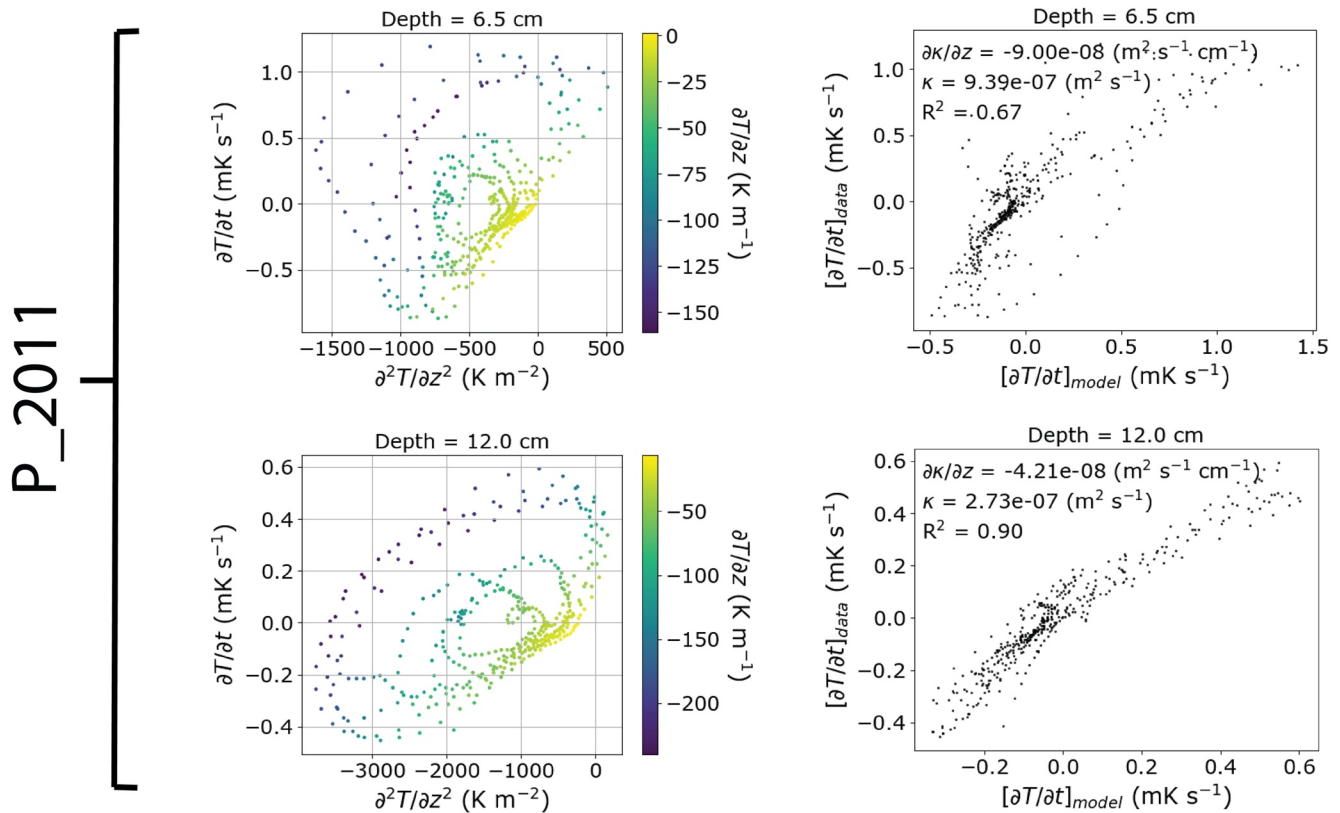 P_2011
Depth = 6.5 cm
1.0
0.5
0.0
−0.5
∂T/∂t (mK s⁻¹)
−1500 −1000 −500 0 500
∂²T/∂z² (K m⁻²)
0
−25
−50
−75
−100
−125
−150
∂T/∂z (K m⁻¹)
Depth = 6.5 cm
∂κ/∂z = -9.00e-08 (m² s⁻¹ cm⁻¹)
κ = 9.39e-07 (m² s⁻¹)
R² = 0.67
1.0
0.5
0.0
−0.5
[∂T/∂t]data (mK s⁻¹)
−0.5 0.0 0.5 1.0 1.5
[∂T/∂t]model (mK s⁻¹)
Depth = 12.0 cm
0.6
0.4
0.2
0.0
−0.2
−0.4
∂T/∂t (mK s⁻¹)
−3000 −2000 −1000 0
∂²T/∂z² (K m⁻²)
−50
−100
−150
−200
∂T/∂z (K m⁻¹)
Depth = 12.0 cm
∂κ/∂z = -4.21e-08 (m² s⁻¹ cm⁻¹)
κ = 2.73e-07 (m² s⁻¹)
R² = 0.90
0.6
0.4
0.2
0.0
−0.2
−0.4
[∂T/∂t]data (mK s⁻¹)
−0.2 0.0 0.2 0.4 0.6
[∂T/∂t]model (mK s⁻¹)